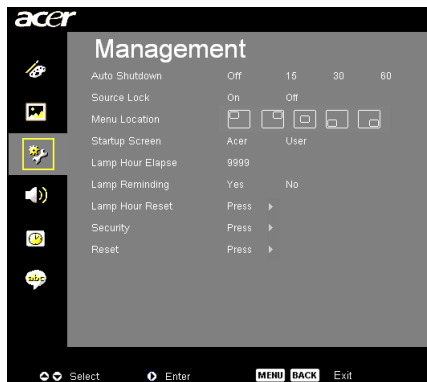 acer
Management
Auto Shutdown Off 15 30 60
Source Lock On Off
Menu Location
Startup Screen Acer User
Lamp Hour Elapse 9999
Lamp Reminding Yes No
Lamp Hour Reset Press
Security Press
Reset Press
abc
Select Enter MENU BACK Exit